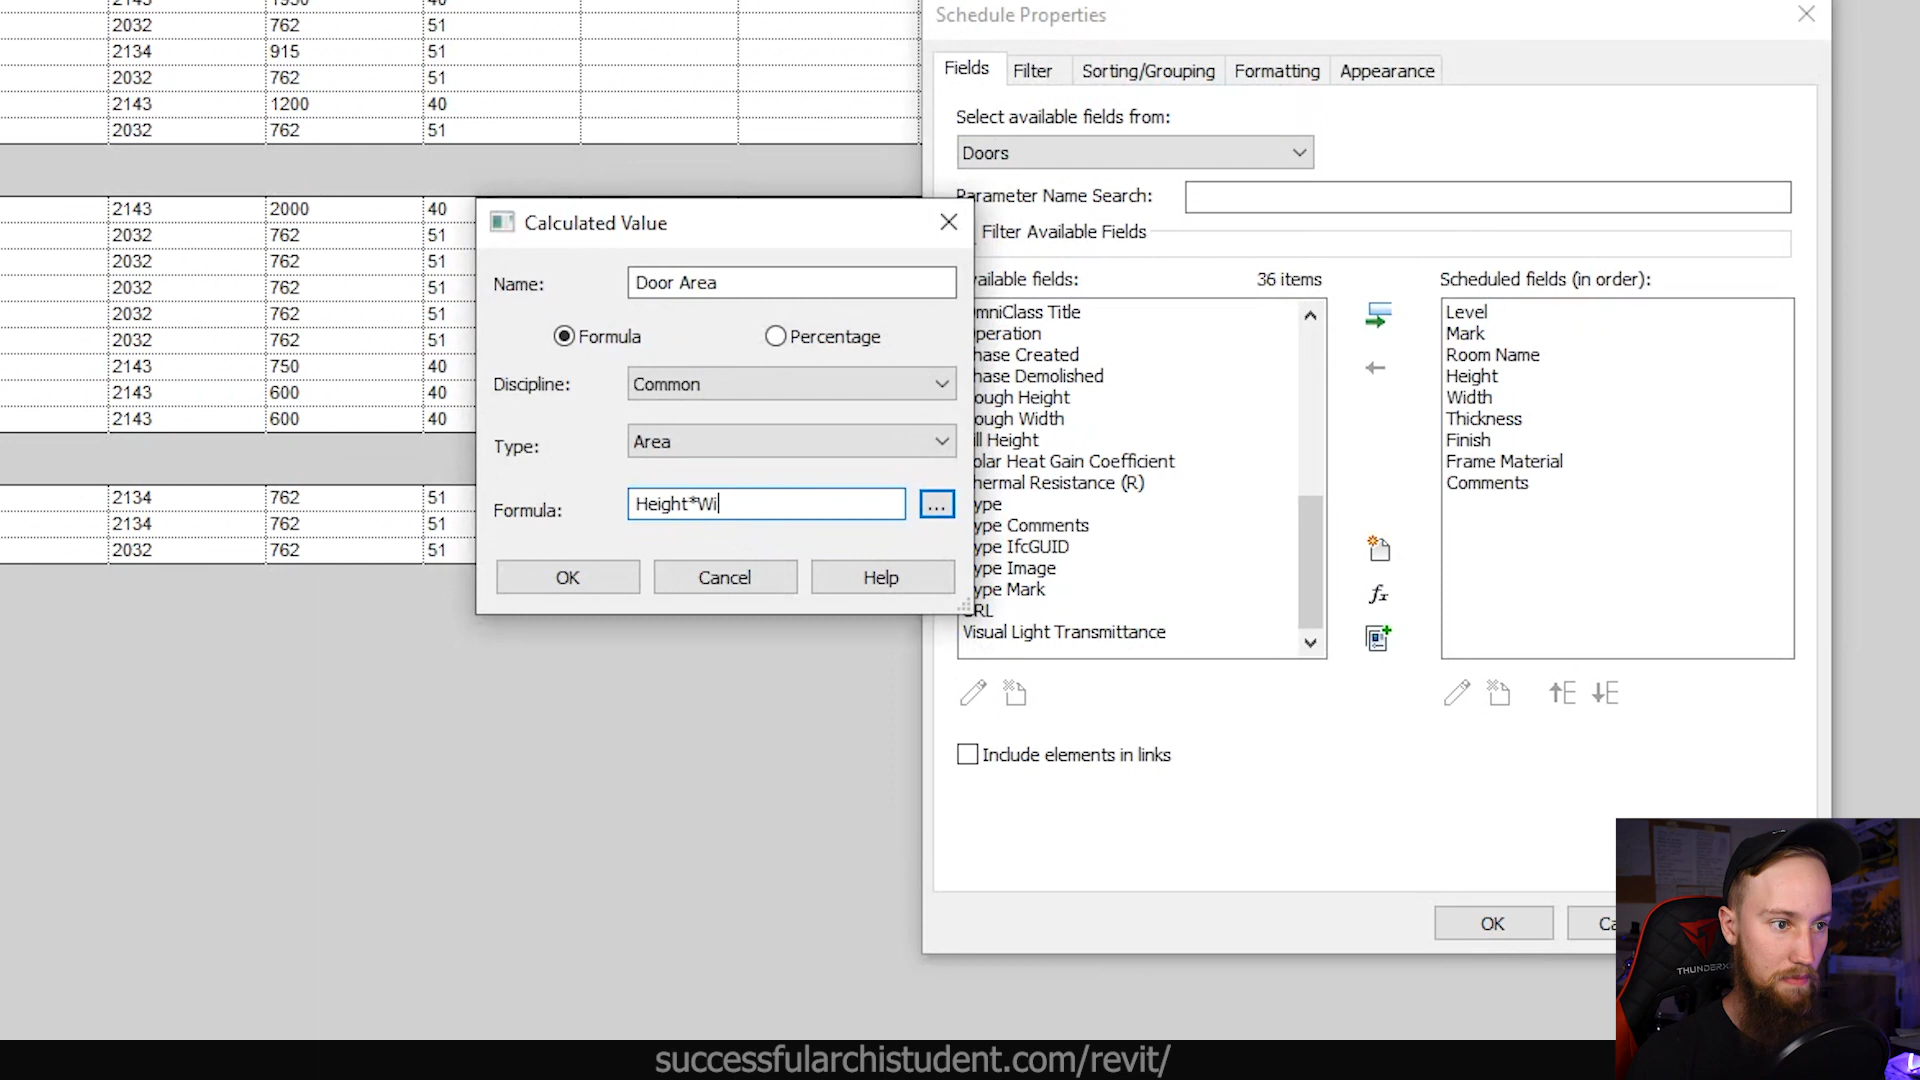 2143 1950 40
2032 762 51
2134 915 51
2032 762 51
2143 1200 40
2032 762 51
2143 2000 40
2032 762 51
2032 762 51
2032 762 51
2032 762 51
2032 762 51
2143 750 40
2143 600 40
2143 600 40
2134 762 51
2134 762 51
2032 762 51
Calculated Value
Name: Door Area
Formula Percentage
Discipline: Common
Type: Area
Formula: Height*Wi ...
OK Cancel Help
Schedule Properties
Fields Filter Sorting/Grouping Formatting Appearance
Select available fields from:
Doors
Parameter Name Search:
Filter Available Fields
vailable fields: 36 items
mniClass Title
peration
hase Created
hase Demolished
ough Height
ough Width
ill Height
olar Heat Gain Coefficient
hermal Resistance (R)
ype
ype Comments
ype IfcGUID
ype Image
ype Mark
RL
Visual Light Transmittance
fx
Scheduled fields (in order):
Level
Mark
Room Name
Height
Width
Thickness
Finish
Frame Material
Comments
Include elements in links
OK Ca
THUNDERX
successfularchistudent.com/revit/